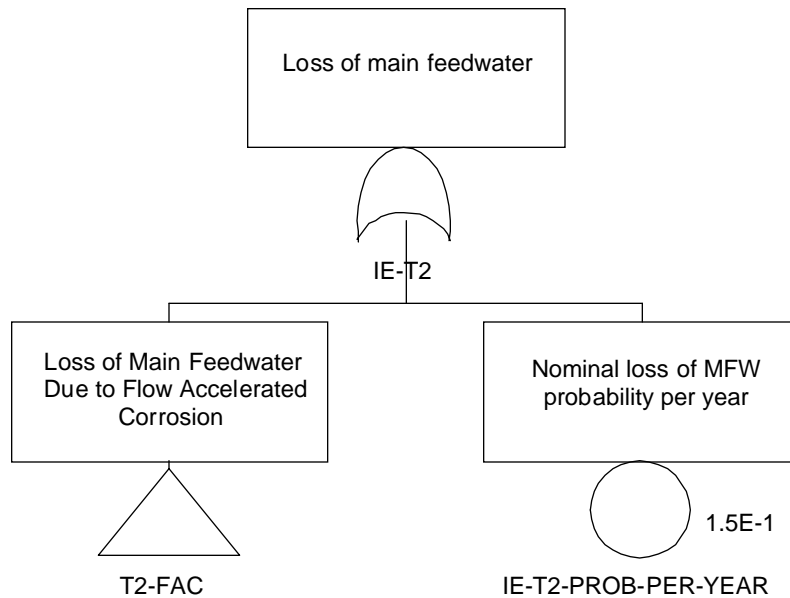 Loss of main feedwater
IE-T2
Loss of Main Feedwater
Due to Flow Accelerated
Corrosion
Nominal loss of MFW
probability per year
1.5E-1
T2-FAC
IE-T2-PROB-PER-YEAR